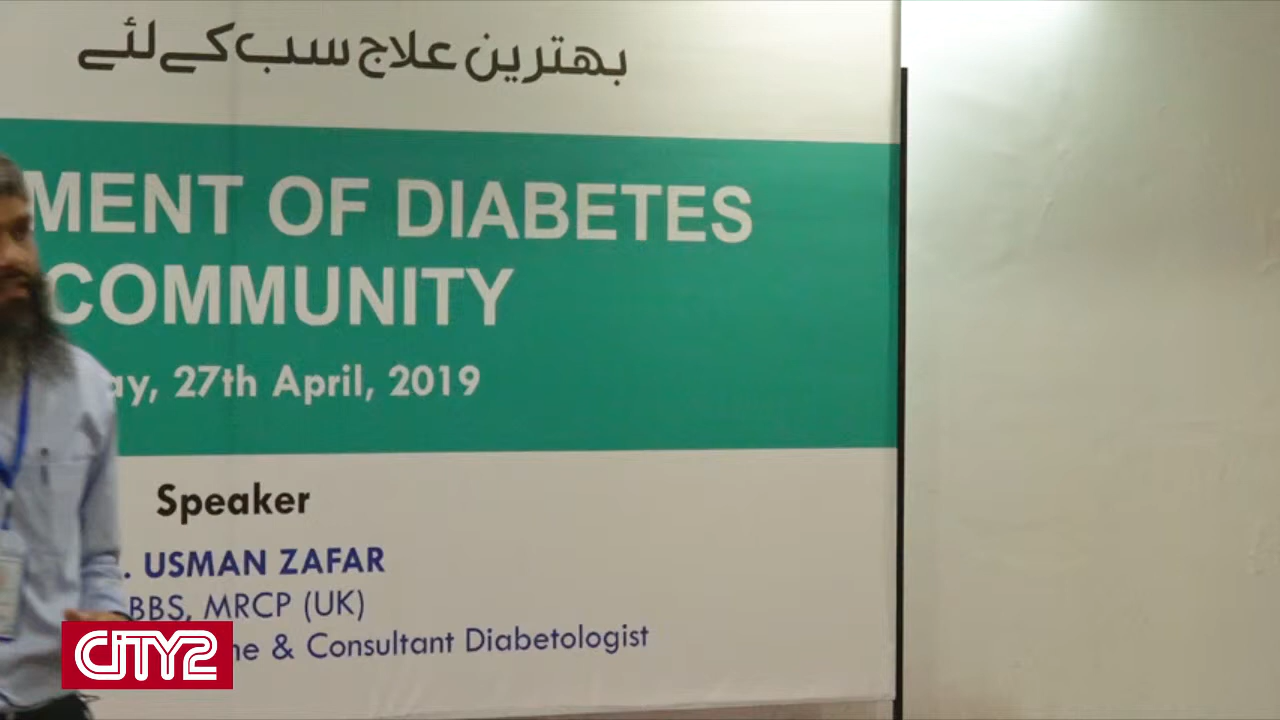 بهترین علاج سب کے لئے
MENT OF DIABETES
COMMUNITY
ay, 27th April, 2019
Speaker
. USMAN ZAFAR
BBS, MRCP (UK)
ne & Consultant Diabetologist
CITY2